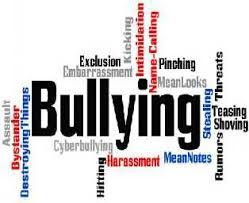 Kicking
Intimidation
Name-Calling
Exclusion
Pinching
Embarrassment
MeanLooks
Assault
Bystander
Destroying Things
Bullying
Stealing
Rumors
Threats
Teasing
Shoving
Cyberbullying
Hitting
Harassment
MeanNotes